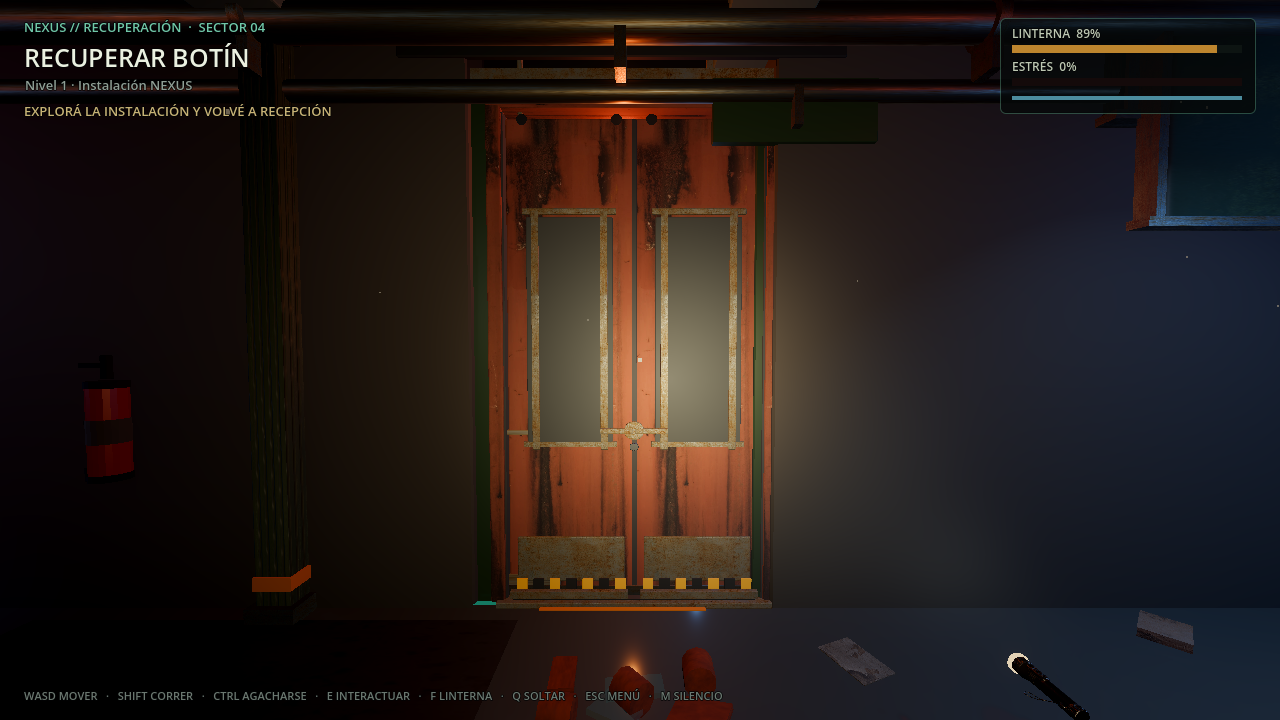 NEXUS // RECUPERACIÓN · SECTOR 04
RECUPERAR BOTÍN
Nivel 1 · Instalación NEXUS
EXPLORÁ LA INSTALACIÓN Y VOLVÉ A RECEPCIÓN
LINTERNA 89%
ESTRÉS 0%
WASD MOVER · SHIFT CORRER · CTRL AGACHARSE · E INTERACTUAR · F LINTERNA · Q SOLTAR · ESC MENÚ · M SILENCIO